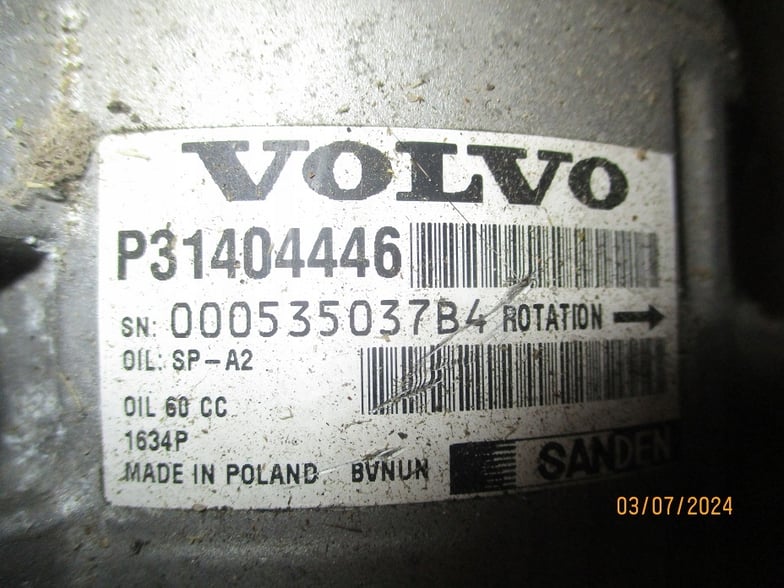 VOLVO
P31404446
SN: 000535037B4 ROTATION
OIL: SP-A2
OIL 60 CC
1634P
MADE IN POLAND BVNUN SANDEN
03/07/2024